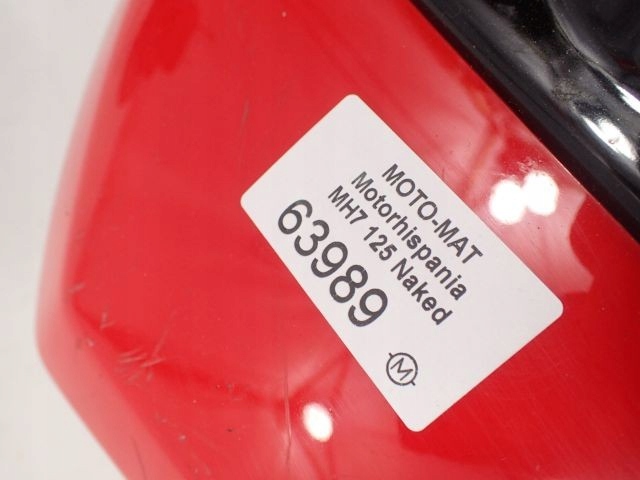 MOTO-MAT
Motorhispania
MH7 125 Naked
63989
M